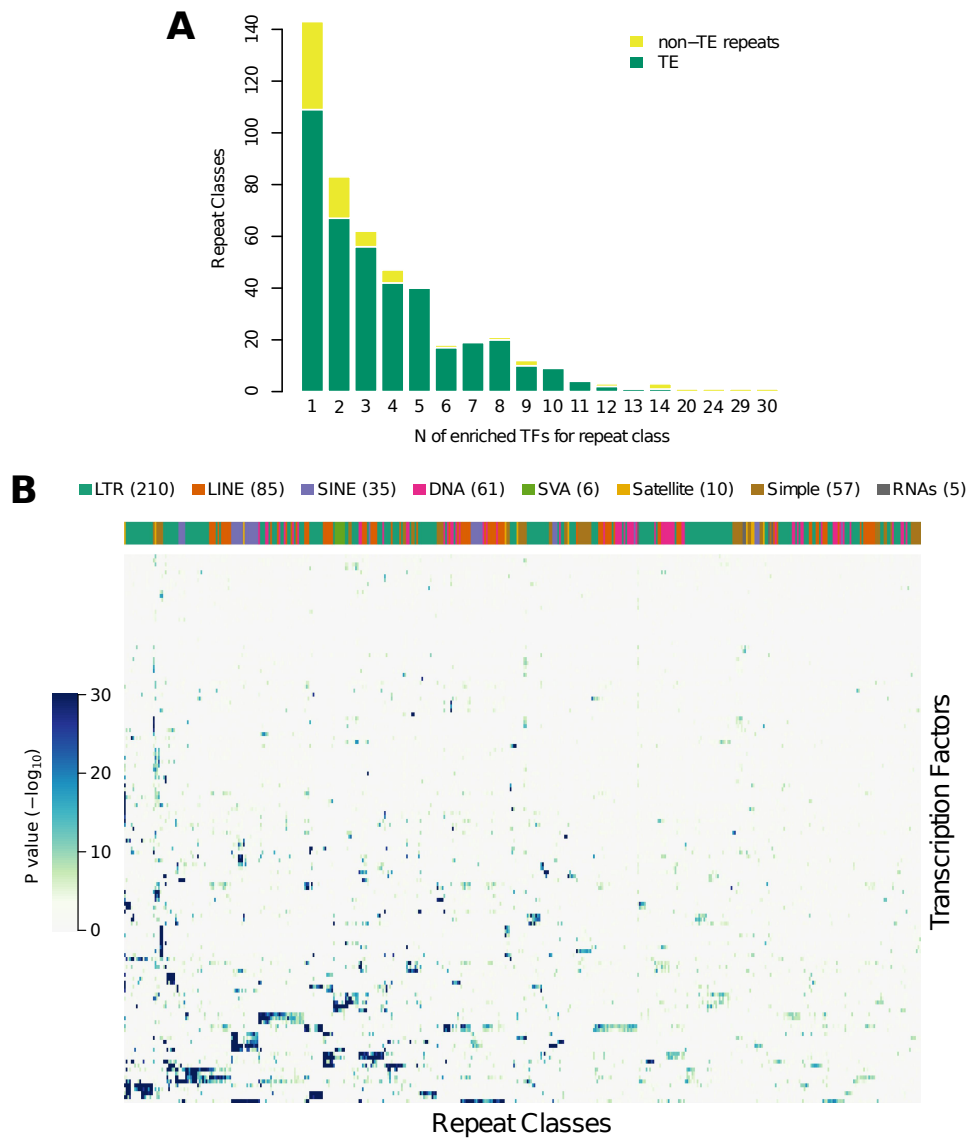 A
non−TE repeats
TE
Repeat Classes
0 20 40 60 80 100 120 140
1 2 3 4 5 6 7 8 9 10 11 12 13 14 20 24 29 30
N of enriched TFs for repeat class
B
LTR (210) LINE (85) SINE (35) DNA (61) SVA (6) Satellite (10) Simple (57) RNAs (5)
P value (−log10)
30
20
10
0
Transcription Factors
Repeat Classes